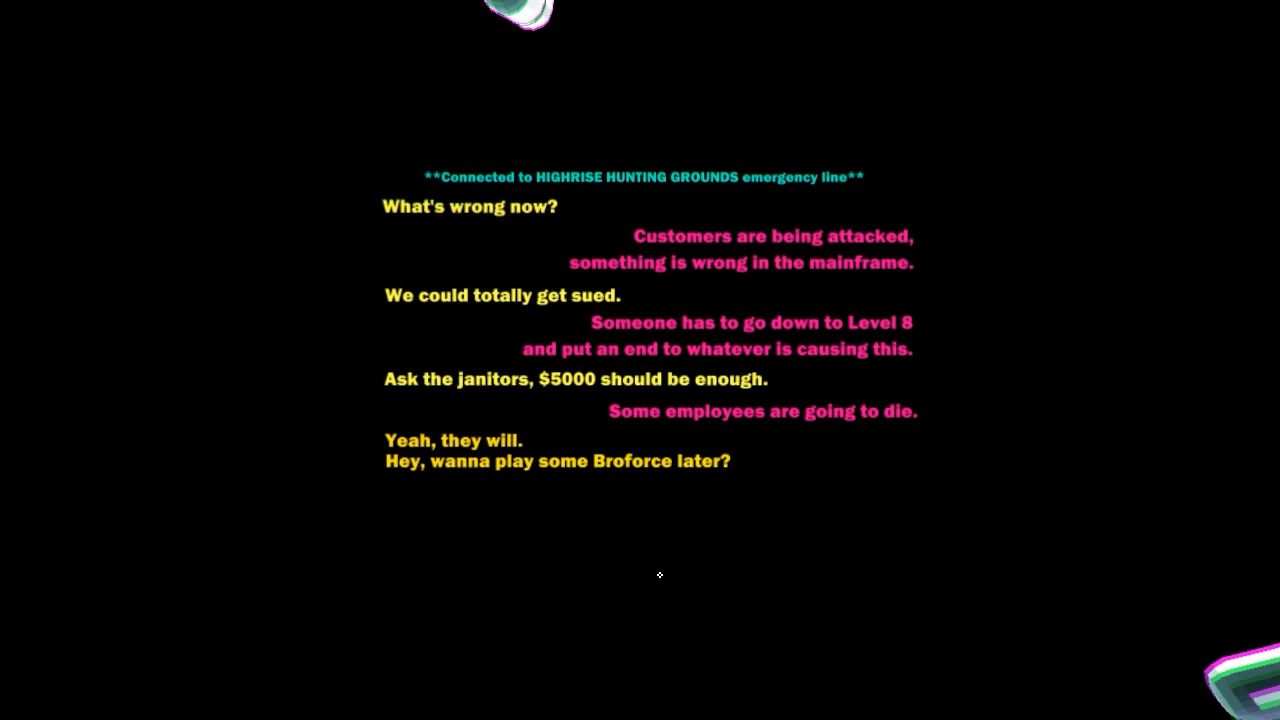 **Connected to HIGHRISE HUNTING GROUNDS emergency line**
What's wrong now?
Customers are being attacked,
something is wrong in the mainframe.
We could totally get sued.
Someone has to go down to Level 8
and put an end to whatever is causing this.
Ask the janitors, $5000 should be enough.
Some employees are going to die.
Yeah, they will.
Hey, wanna play some Broforce later?